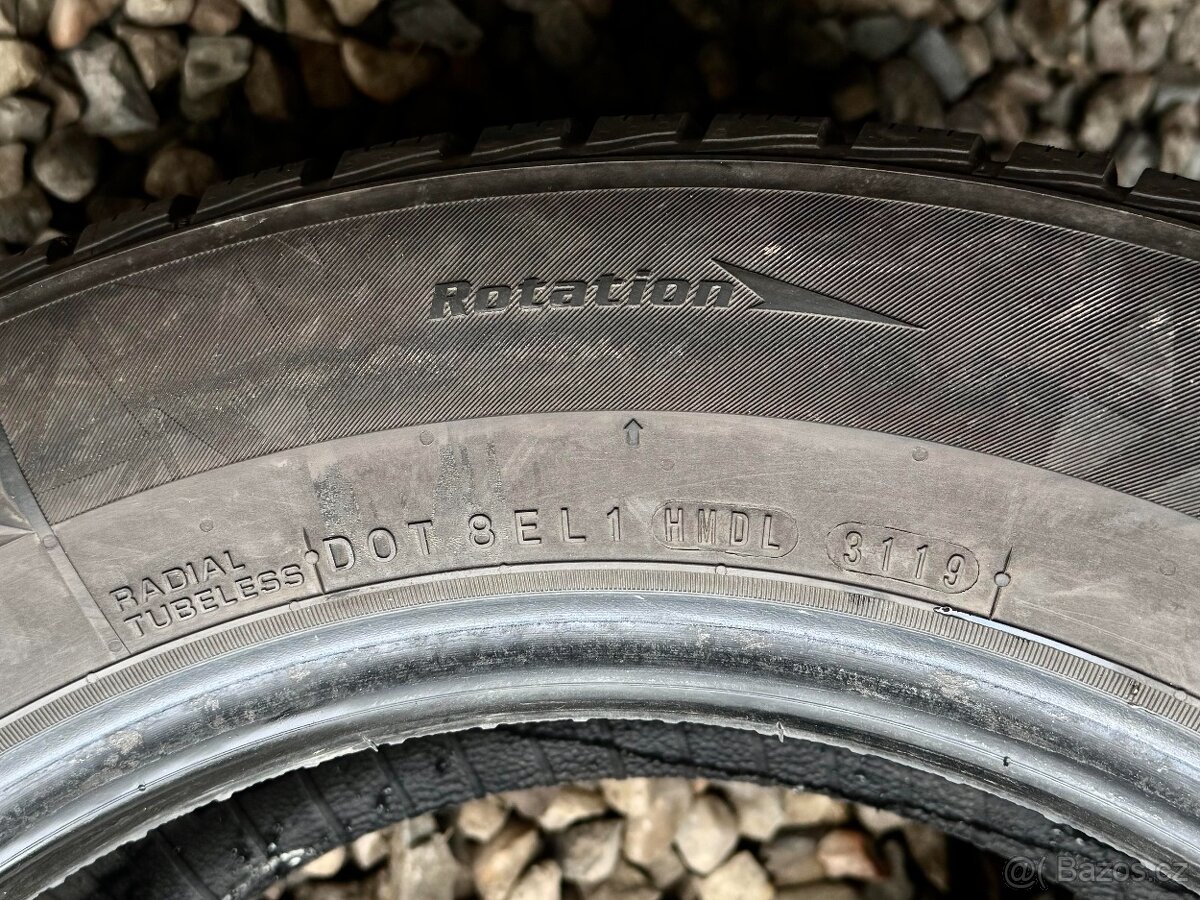 Rotation
RADIAL
TUBELESS
DOT 8EL1 HMDL 3119
@( Bazos.cz